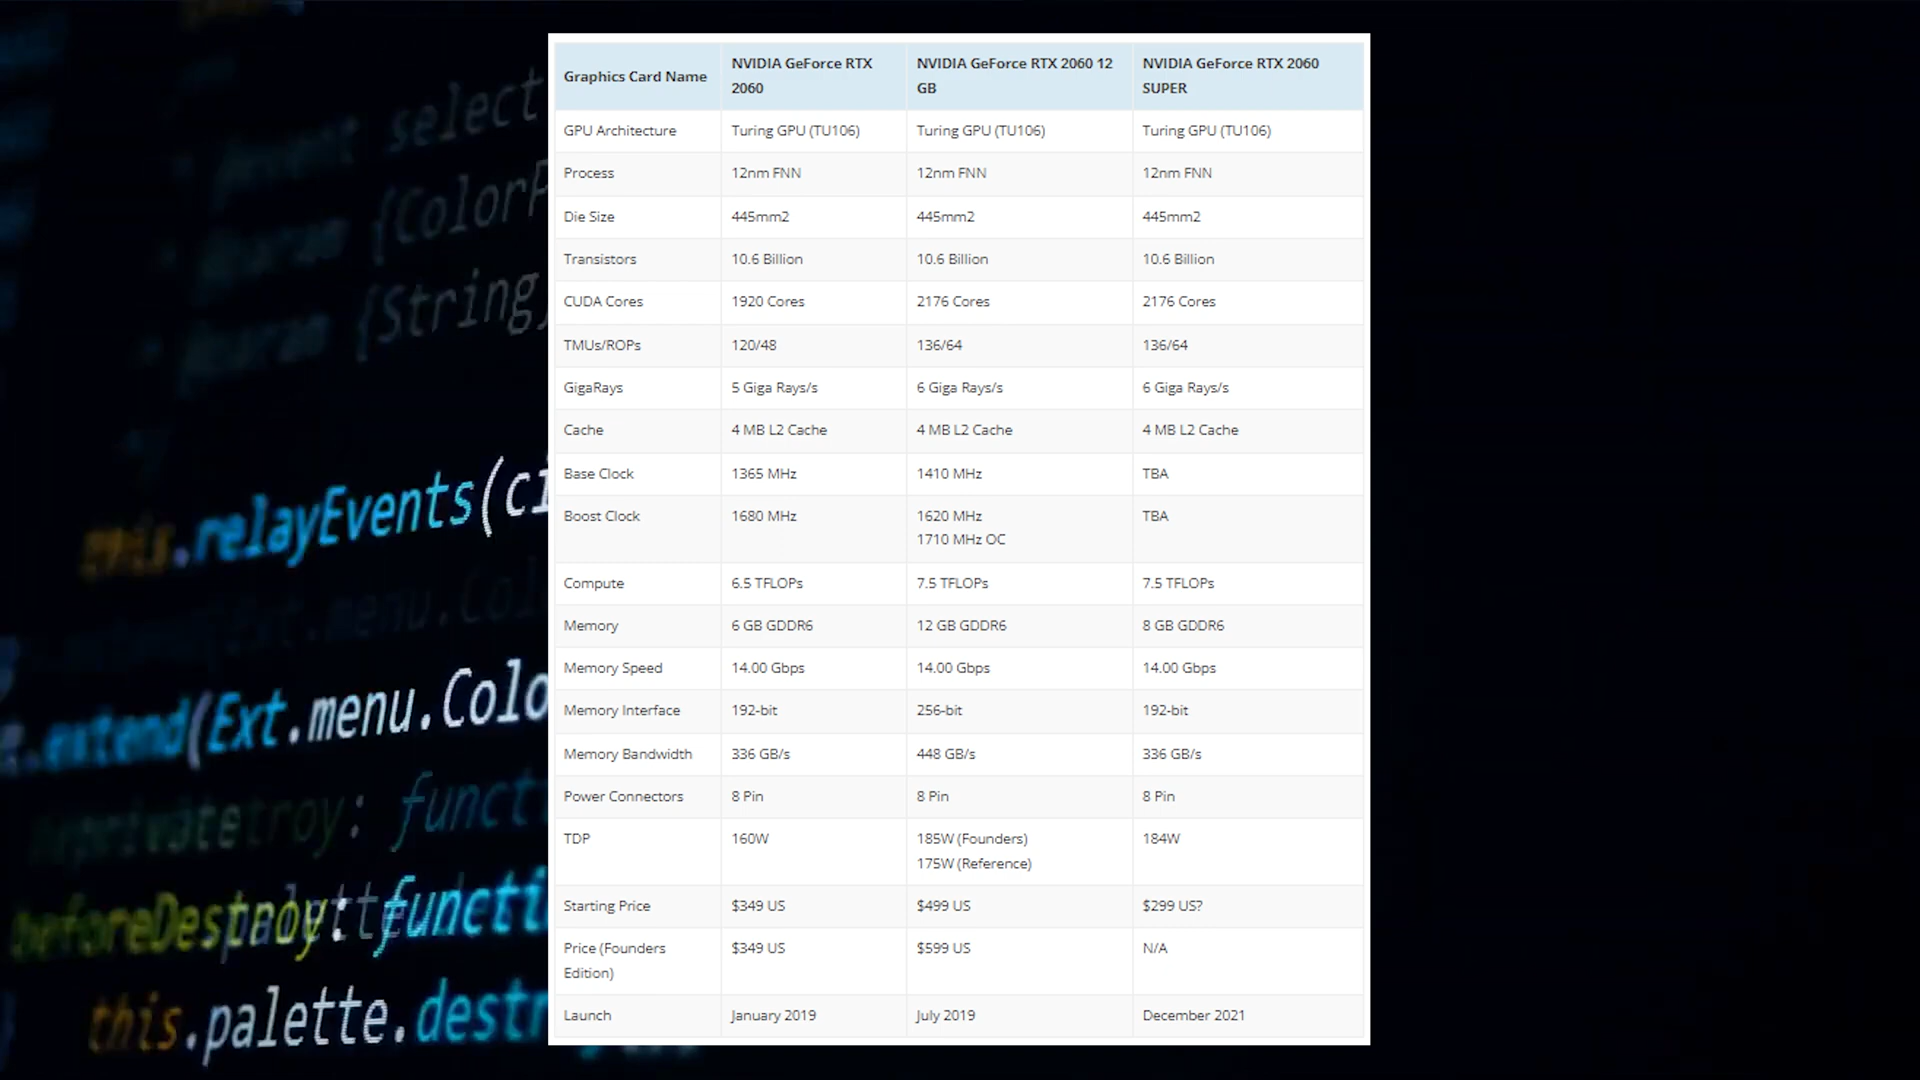 Graphics Card Name
NVIDIA GeForce RTX
2060
NVIDIA GeForce RTX 2060 12
GB
NVIDIA GeForce RTX 2060
SUPER
GPU Architecture
Turing GPU (TU106)
Turing GPU (TU106)
Turing GPU (TU106)
Process
12nm FNN
12nm FNN
12nm FNN
Die Size
445mm2
445mm2
445mm2
Transistors
10.6 Billion
10.6 Billion
10.6 Billion
CUDA Cores
1920 Cores
2176 Cores
2176 Cores
TMUs/ROPs
120/48
136/64
136/64
GigaRays
5 Giga Rays/s
6 Giga Rays/s
6 Giga Rays/s
Cache
4 MB L2 Cache
4 MB L2 Cache
4 MB L2 Cache
Base Clock
1365 MHz
1410 MHz
TBA
Boost Clock
1680 MHz
1620 MHz
1710 MHz OC
TBA
Compute
6.5 TFLOPs
7.5 TFLOPs
7.5 TFLOPs
Memory
6 GB GDDR6
12 GB GDDR6
8 GB GDDR6
Memory Speed
14.00 Gbps
14.00 Gbps
14.00 Gbps
Memory Interface
192-bit
256-bit
192-bit
Memory Bandwidth
336 GB/s
448 GB/s
336 GB/s
Power Connectors
8 Pin
8 Pin
8 Pin
TDP
160W
185W (Founders)
175W (Reference)
184W
Starting Price
$349 US
$499 US
$299 US?
Price (Founders
Edition)
$349 US
$599 US
N/A
Launch
January 2019
July 2019
December 2021
select
{ColorP
{String,
this.relayEvents(ci
.extend(Ext.menu.Colo
: funct
beforeDestroy: functi
this.palette.destr